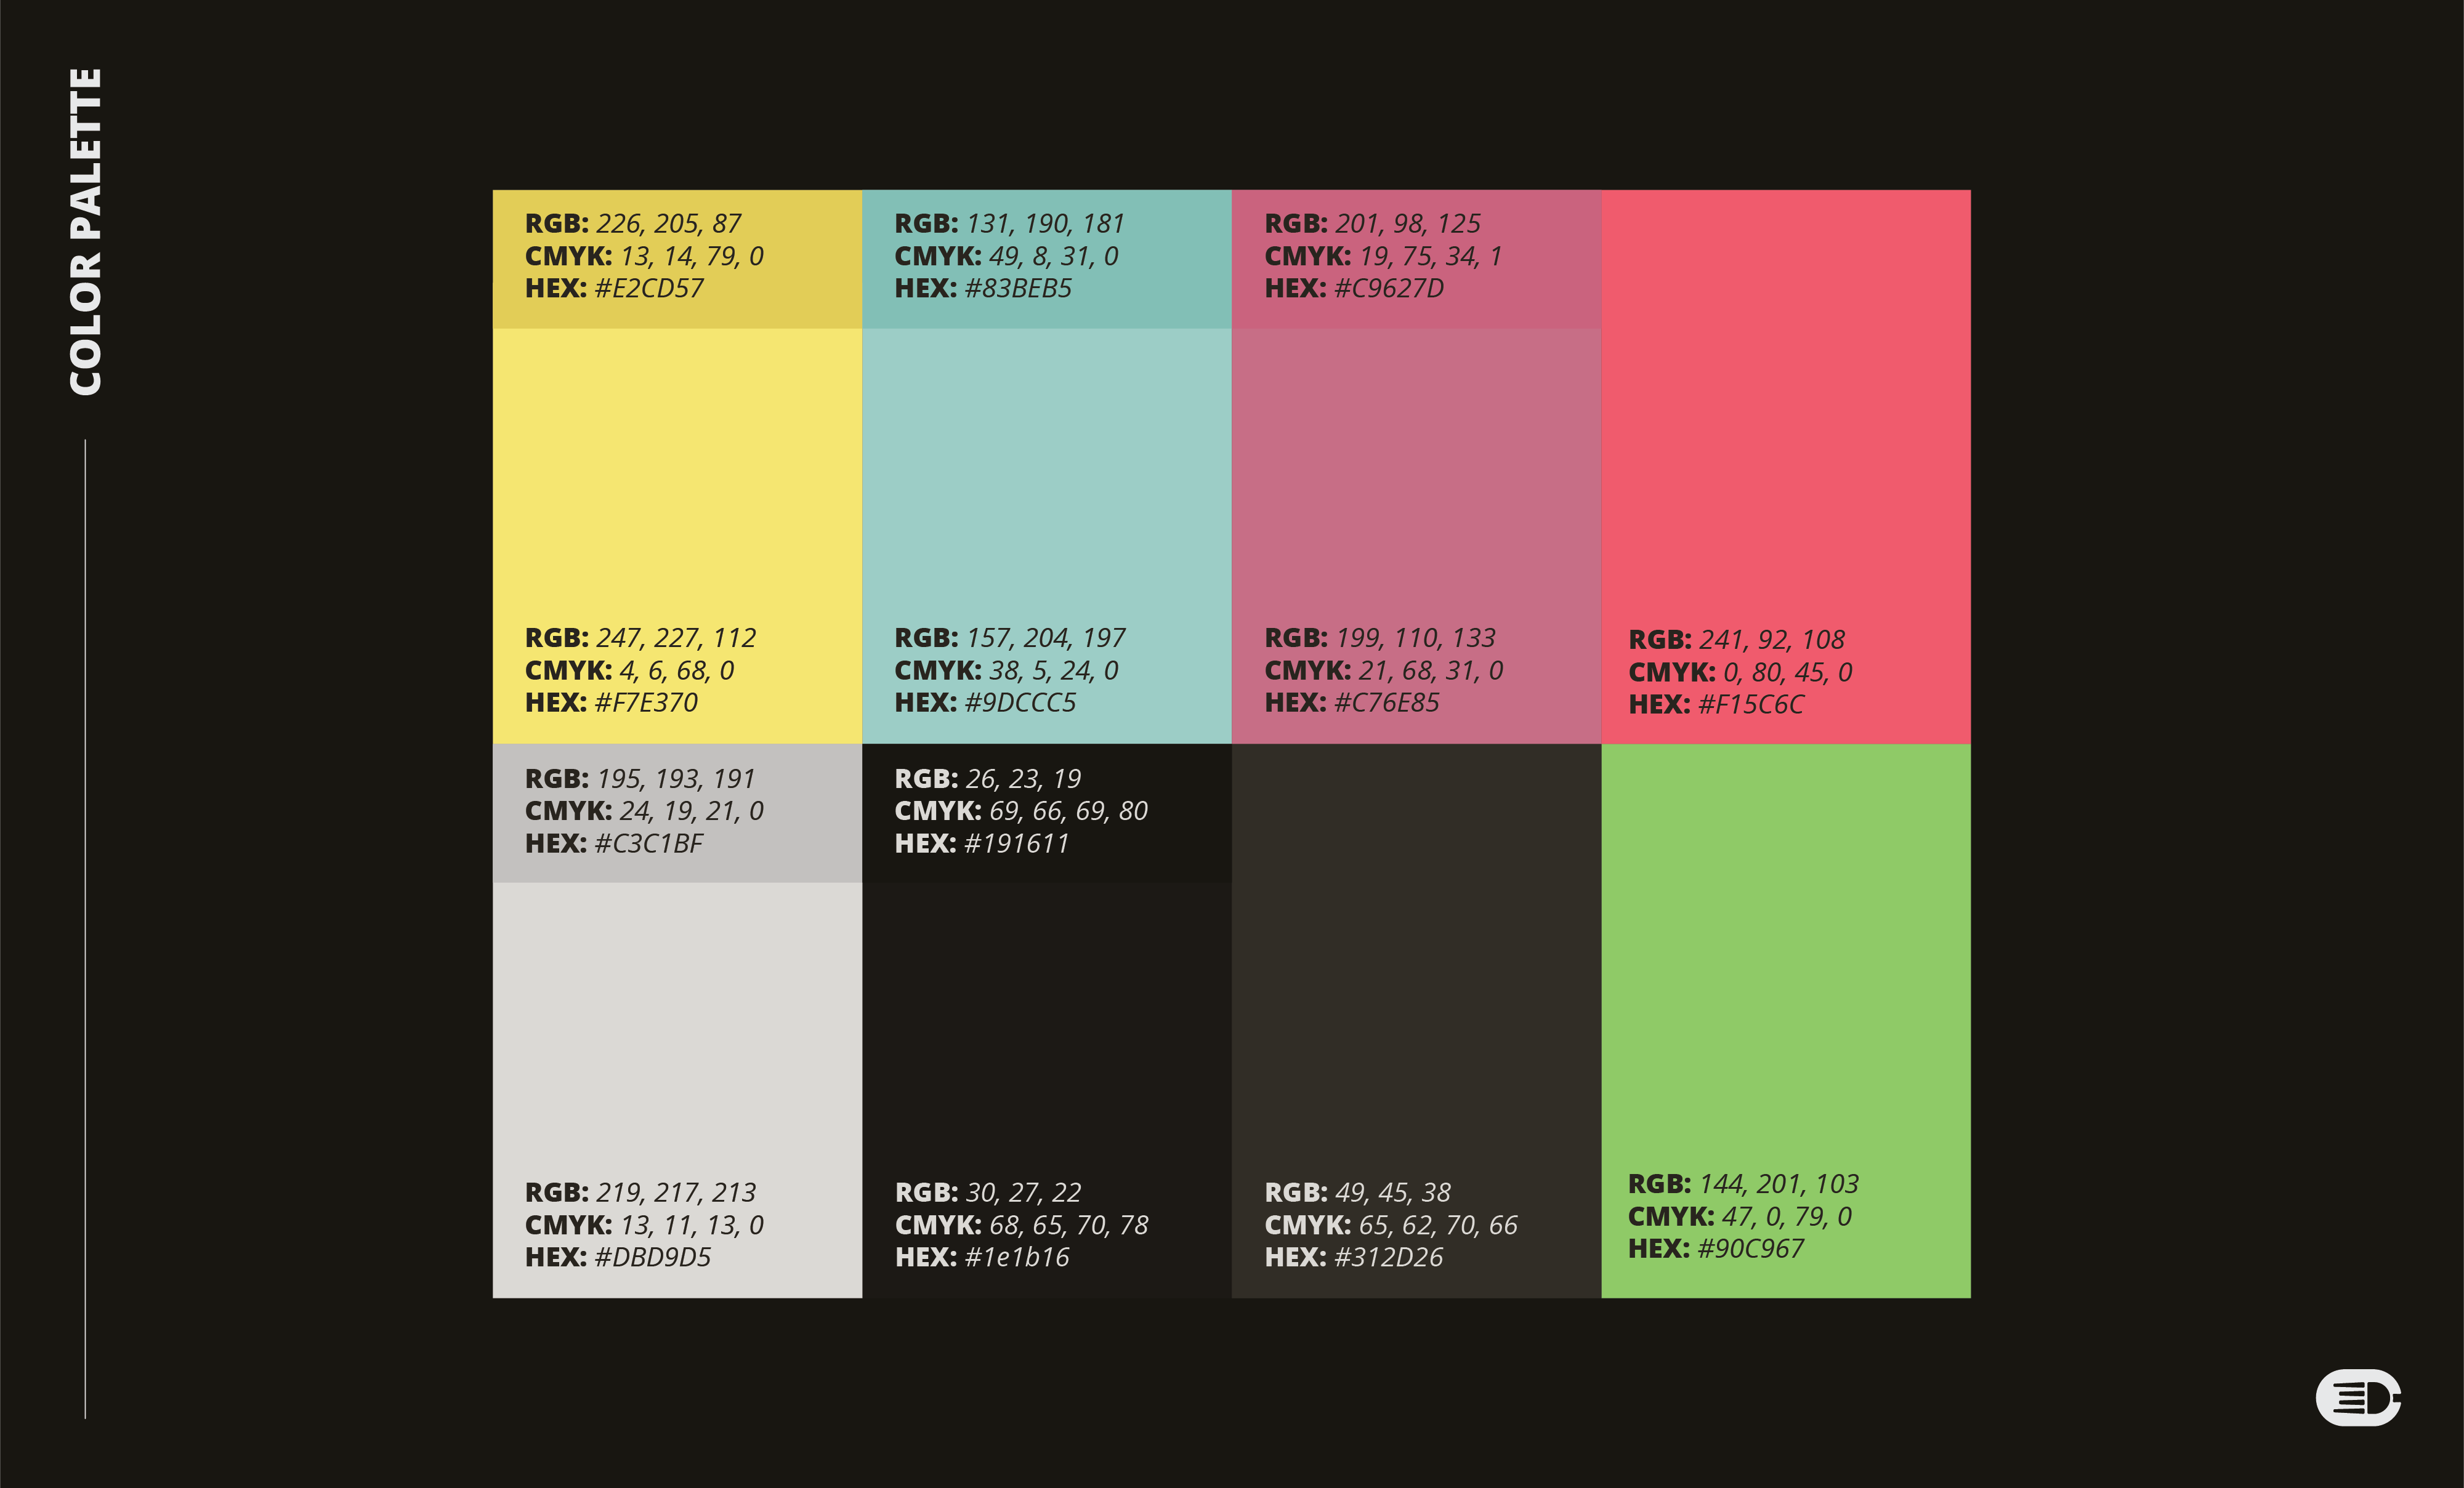 COLOR PALETTE
RGB: 226, 205, 87
CMYK: 13, 14, 79, 0
HEX: #E2CD57
RGB: 131, 190, 181
CMYK: 49, 8, 31, 0
HEX: #83BEB5
RGB: 201, 98, 125
CMYK: 19, 75, 34, 1
HEX: #C9627D
RGB: 247, 227, 112
CMYK: 4, 6, 68, 0
HEX: #F7E370
RGB: 157, 204, 197
CMYK: 38, 5, 24, 0
HEX: #9DCCC5
RGB: 199, 110, 133
CMYK: 21, 68, 31, 0
HEX: #C76E85
RGB: 241, 92, 108
CMYK: 0, 80, 45, 0
HEX: #F15C6C
RGB: 195, 193, 191
CMYK: 24, 19, 21, 0
HEX: #C3C1BF
RGB: 26, 23, 19
CMYK: 69, 66, 69, 80
HEX: #191611
RGB: 219, 217, 213
CMYK: 13, 11, 13, 0
HEX: #DBD9D5
RGB: 30, 27, 22
CMYK: 68, 65, 70, 78
HEX: #1e1b16
RGB: 49, 45, 38
CMYK: 65, 62, 70, 66
HEX: #312D26
RGB: 144, 201, 103
CMYK: 47, 0, 79, 0
HEX: #90C967